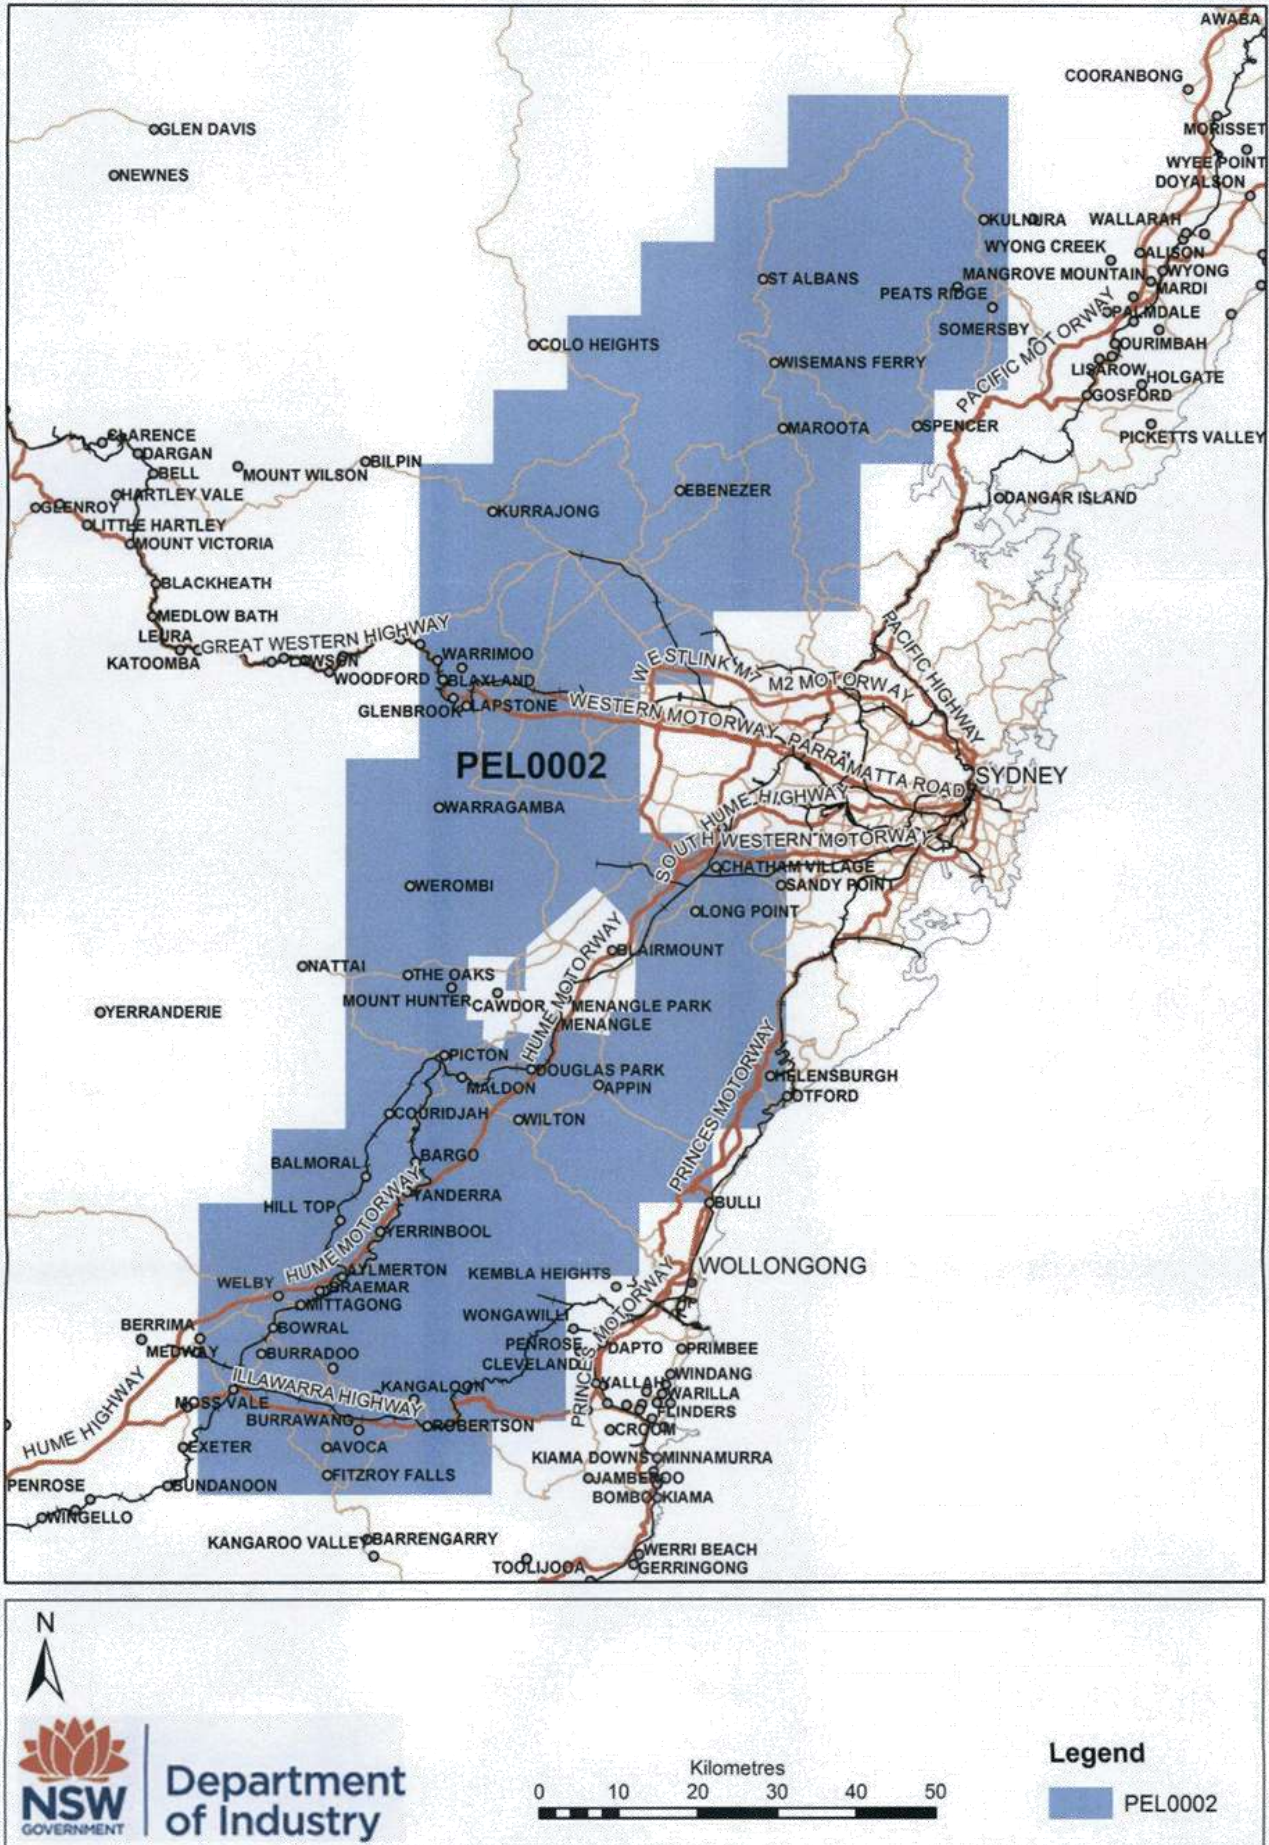 AWABA
COORANBONG
GLEN DAVIS
MORISSET
NEWNES
WYEE POINT
DOYALSON
KULNURA
WALLARAH
WYONG CREEK
ALISON
ST ALBANS
MANGROVE MOUNTAIN
WYONG
PEATS RIDGE
MARDI
PALMDALE
SOMERSBY
PACIFIC MOTORWAY
COLO HEIGHTS
OURIMBAH
WISEMANS FERRY
LISAROW
HOLGATE
GOSFORD
MAROOTA
SPENCER
PICKETTS VALLEY
CLARENCE
DARGAN
BILPIN
BELL
MOUNT WILSON
HARTLEY VALE
EBENEZER
DANGAR ISLAND
GLENROY
KURRAJONG
LITTLE HARTLEY
MOUNT VICTORIA
BLACKHEATH
MEDLOW BATH
LEURA
GREAT WESTERN HIGHWAY
PACIFIC HIGHWAY
KATOOMBA
LAWSON
WARRIMOO
WESTLINK M7
M2 MOTORWAY
WOODFORD
BLAXLAND
GLENBROOK
LAPSTONE
WESTERN MOTORWAY
PARRAMATTA ROAD
PEL0002
SYDNEY
WARRAGAMBA
HUME HIGHWAY
SOUTH WESTERN MOTORWAY
CHATHAM VILLAGE
WEROMBI
SANDY POINT
LONG POINT
BLAIRMOUNT
NATTAI
THE OAKS
HUME MOTORWAY
MOUNT HUNTER
CAWDOR
MENANGLE PARK
YERRANDERIE
MENANGLE
PICTON
DOUGLAS PARK
HELENSBURGH
MALDON
APPIN
OTFORD
COURIDJAH
WILTON
PRINCES MOTORWAY
BARGO
BALMORAL
YANDERRA
BULLI
HILL TOP
YERRINBOOL
HUME MOTORWAY
AYLMERTON
KEMBLA HEIGHTS
WOLLONGONG
WELBY
BRAEMAR
MITTAGONG
WONGAWILLI
PRINCES MOTORWAY
BERRIMA
BOWRAL
PENROSE
DAPTO
PRIMBEE
MEDWAY
BURRADOO
CLEVELAND
WINDANG
ILLAWARRA HIGHWAY
KANGALOON
YALLAH
WARILLA
MOSS VALE
FLINDERS
BURRAWANG
ROBERTSON
CROOM
HUME HIGHWAY
EXETER
AVOCA
KIAMA DOWNS
MINNAMURRA
FITZROY FALLS
JAMBEROO
PENROSE
BUNDANOON
BOMBO
KIAMA
WINGELLO
KANGAROO VALLEY
BARRENGARRY
WERRI BEACH
TOOLIJOOA
GERRINGONG
N
NSW
GOVERNMENT
Department
of Industry
Kilometres
0 10 20 30 40 50
Legend
PEL0002